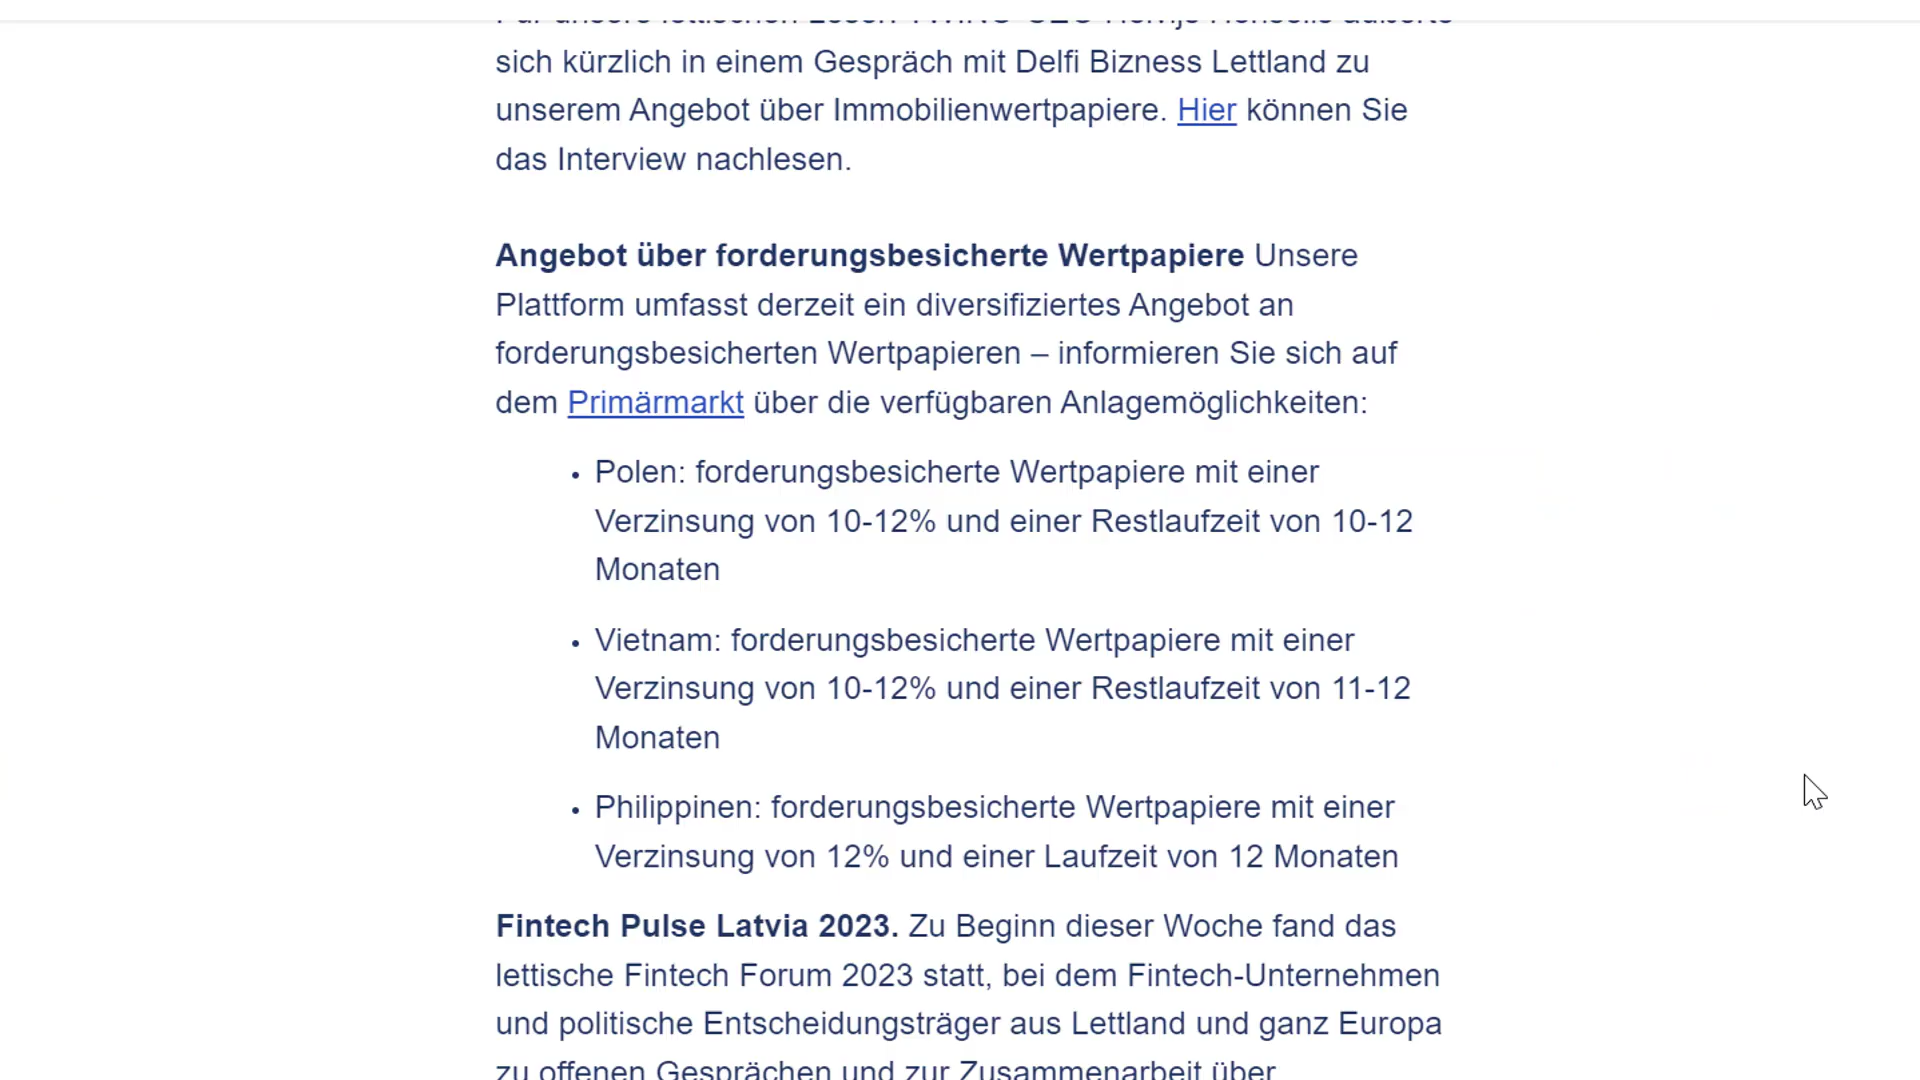 sich kürzlich in einem Gespräch mit Delfi Bizness Lettland zu
unserem Angebot über Immobilienwertpapiere. Hier können Sie
das Interview nachlesen.
Angebot über forderungsbesicherte Wertpapiere Unsere
Plattform umfasst derzeit ein diversifiziertes Angebot an
forderungsbesicherten Wertpapieren – informieren Sie sich auf
dem Primärmarkt über die verfügbaren Anlagemöglichkeiten:
• Polen: forderungsbesicherte Wertpapiere mit einer
Verzinsung von 10-12% und einer Restlaufzeit von 10-12
Monaten
• Vietnam: forderungsbesicherte Wertpapiere mit einer
Verzinsung von 10-12% und einer Restlaufzeit von 11-12
Monaten
• Philippinen: forderungsbesicherte Wertpapiere mit einer
Verzinsung von 12% und einer Laufzeit von 12 Monaten
Fintech Pulse Latvia 2023. Zu Beginn dieser Woche fand das
lettische Fintech Forum 2023 statt, bei dem Fintech-Unternehmen
und politische Entscheidungsträger aus Lettland und ganz Europa
zu offenen Gesprächen und zur Zusammenarbeit über